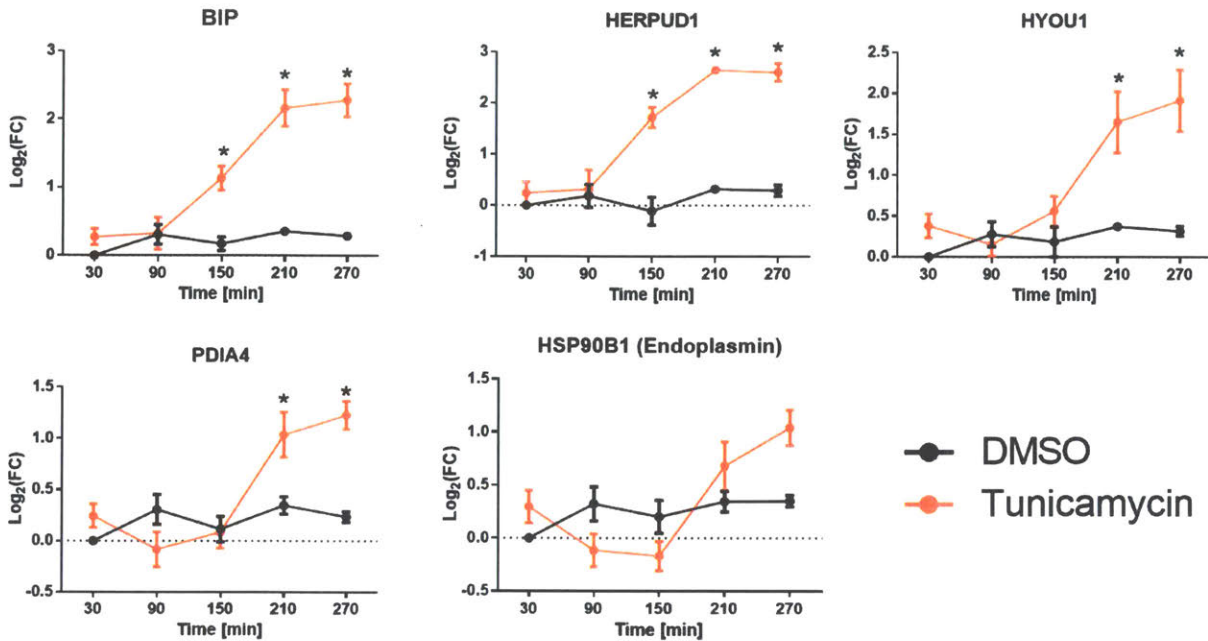 BIP
3
2
1
0
Log2(FC)
* * *
30 90 150 210 270
Time [min]
HERPUD1
3
2
1
0
-1
Log2(FC)
* * *
30 90 150 210 270
Time [min]
HYOU1
2.5
2.0
1.5
1.0
0.5
0.0
Log2(FC)
* *
30 90 150 210 270
Time [min]
PDIA4
1.5
1.0
0.5
0.0
-0.5
Log2(FC)
* *
30 90 150 210 270
Time [min]
HSP90B1 (Endoplasmin)
1.5
1.0
0.5
0.0
-0.5
Log2(FC)
30 90 150 210 270
Time [min]
DMSO
Tunicamycin